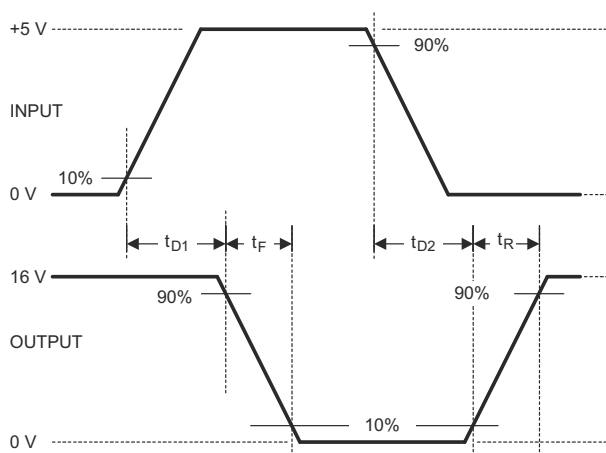 +5 V
90%
INPUT
10%
0 V
tD1
tF
tD2
tR
16 V
90%
90%
OUTPUT
10%
0 V